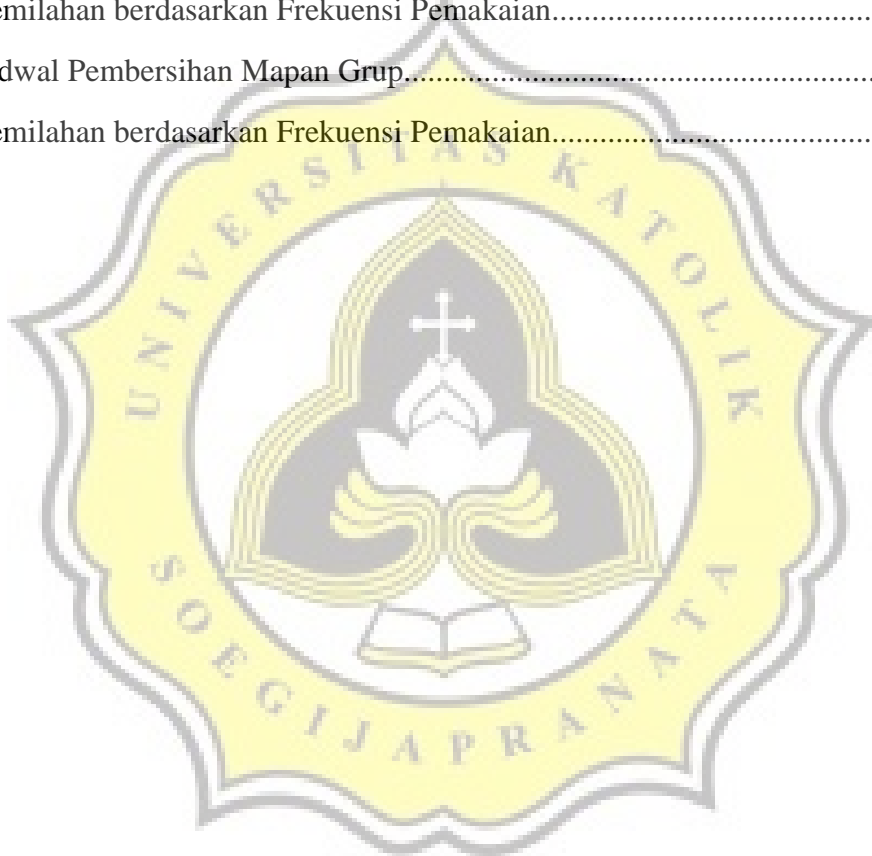 emilahan berdasarkan Frekuensi Pemakaian.......................................
dwal Pembersihan Mapan Grup..........................................................
emilahan berdasarkan Frekuensi Pemakaian.......................................
UNIVERSITAS KATOLIK
SOEGIJAPRANATA